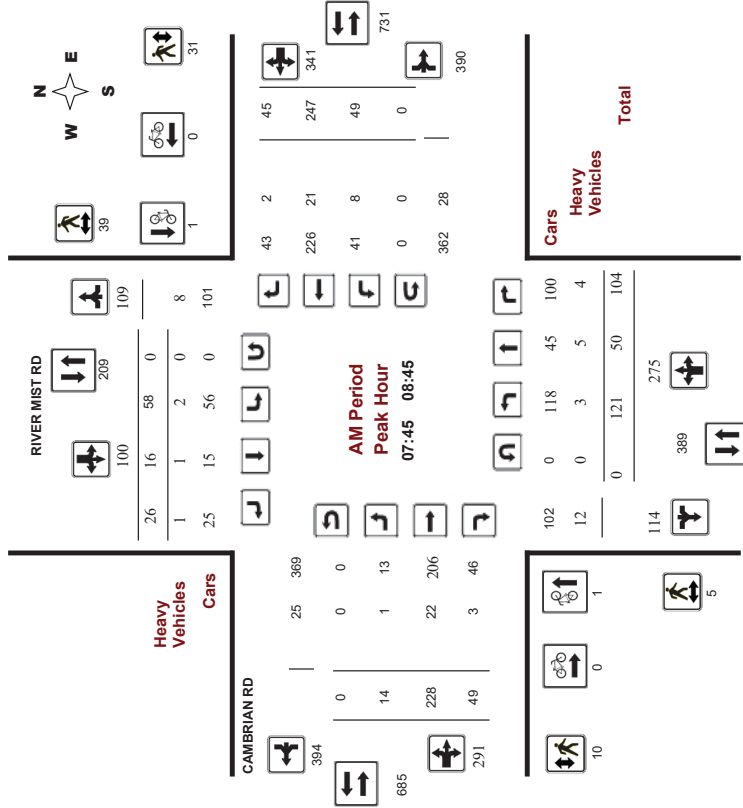 N
W E
S
39
31
0
1
RIVER MIST RD
209
100
109
26 16 58 0
1 1 2 0 8
25 15 56 0 101
Heavy
Vehicles
Cars
CAMBRIAN RD
25 369
0 0 0
14 1 13
228 22 206
49 3 46
394
685
291
AM Period
Peak Hour
07:45 08:45
43 2 45
226 21 247
41 8 49
0 0 0
362 28
341
731
390
Cars
Heavy
Vehicles
Total
102 0 118 45 100
12 0 3 5 4
0 121 50 104
114
275
389
1
0
10
5